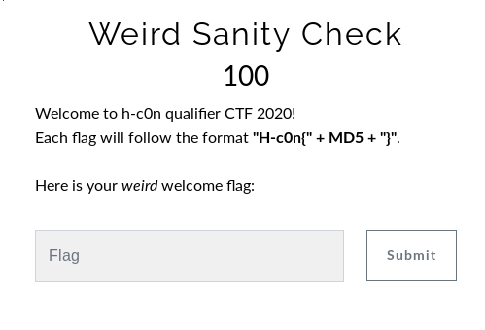 Weird Sanity Check
100
Welcome to h-c0n qualifier CTF 2020!
Each flag will follow the format "H-c0n{" + MD5 + "}".
Here is your weird welcome flag:
Flag
Submit